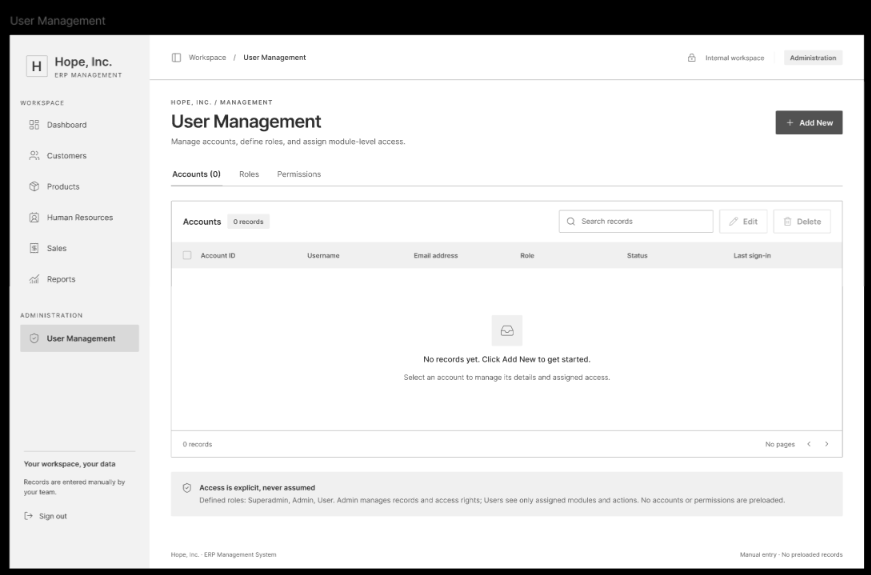 User Management
H
Hope, Inc.
ERP MANAGEMENT
WORKSPACE
Dashboard
Customers
Products
Human Resources
Sales
Reports
ADMINISTRATION
User Management
Your workspace, your data
Records are entered manually by
your team.
Sign out
Workspace / User Management
Internal workspace
Administration
HOPE, INC. / MANAGEMENT
User Management
Manage accounts, define roles, and assign module-level access.
+ Add New
Accounts (0) Roles Permissions
Accounts 0 records
Search records
Edit
Delete
Account ID Username Email address Role Status Last sign-in
No records yet. Click Add New to get started.
Select an account to manage its details and assigned access.
0 records
No pages < >
Access is explicit, never assumed
Defined roles: Superadmin, Admin, User. Admin manages records and access rights; Users see only assigned modules and actions. No accounts or permissions are preloaded.
Hope, Inc. · ERP Management System
Manual entry · No preloaded records